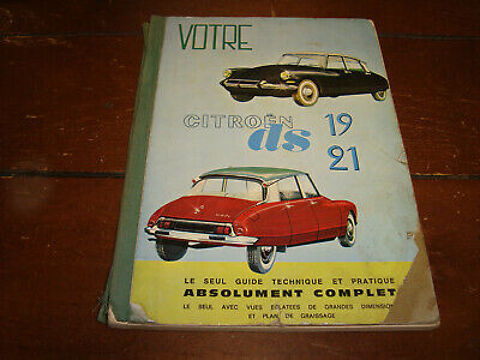 VOTRE
CITROËN
ds 19
21
LE SEUL GUIDE TECHNIQUE ET PRATIQUE
ABSOLUMENT COMPLET
LE SEUL AVEC VUES ÉCLATÉES DE GRANDES DIMENSION
ET PLAN DE GRAISSAGE